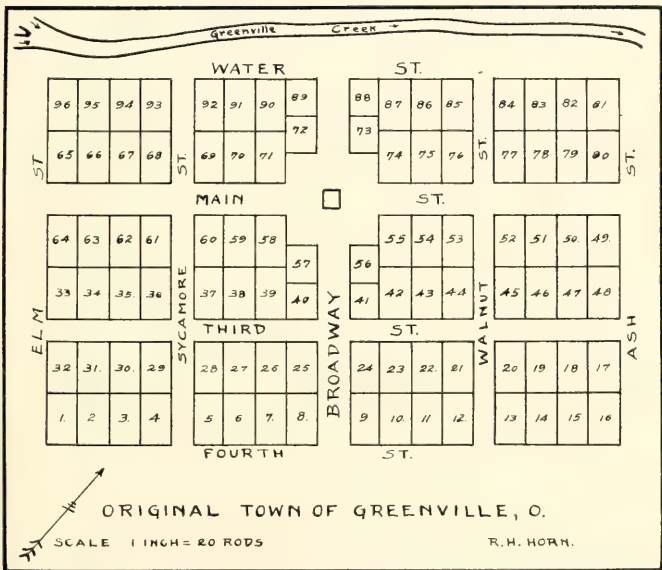 Greenville Creek
WATER ST.
96 95 94 93 92 91 90 89 88 87 86 85 84 83 82 81
72 73
65 66 67 68 69 70 71 74 75 76 77 78 79 80
ST ST. ST. ST.
MAIN ST.
64 63 62 61 60 59 58 55 54 53 52 51 50. 49.
57 56
33 34 35. 36 37 38 39 40 41 42 43 44 45 46 47 48
ELM SYCAMORE BROADWAY WALNUT ASH
THIRD ST.
32 31. 30. 29 28 27 26 25 24 23 22. 21 20 19 18 17
1. 2 3. 4 5 6 7. 8. 9 10. 11 12. 13 14 15 16
FOURTH ST.
ORIGINAL TOWN OF GREENVILLE, O.
SCALE 1 INCH = 20 RODS R.H. HORN.